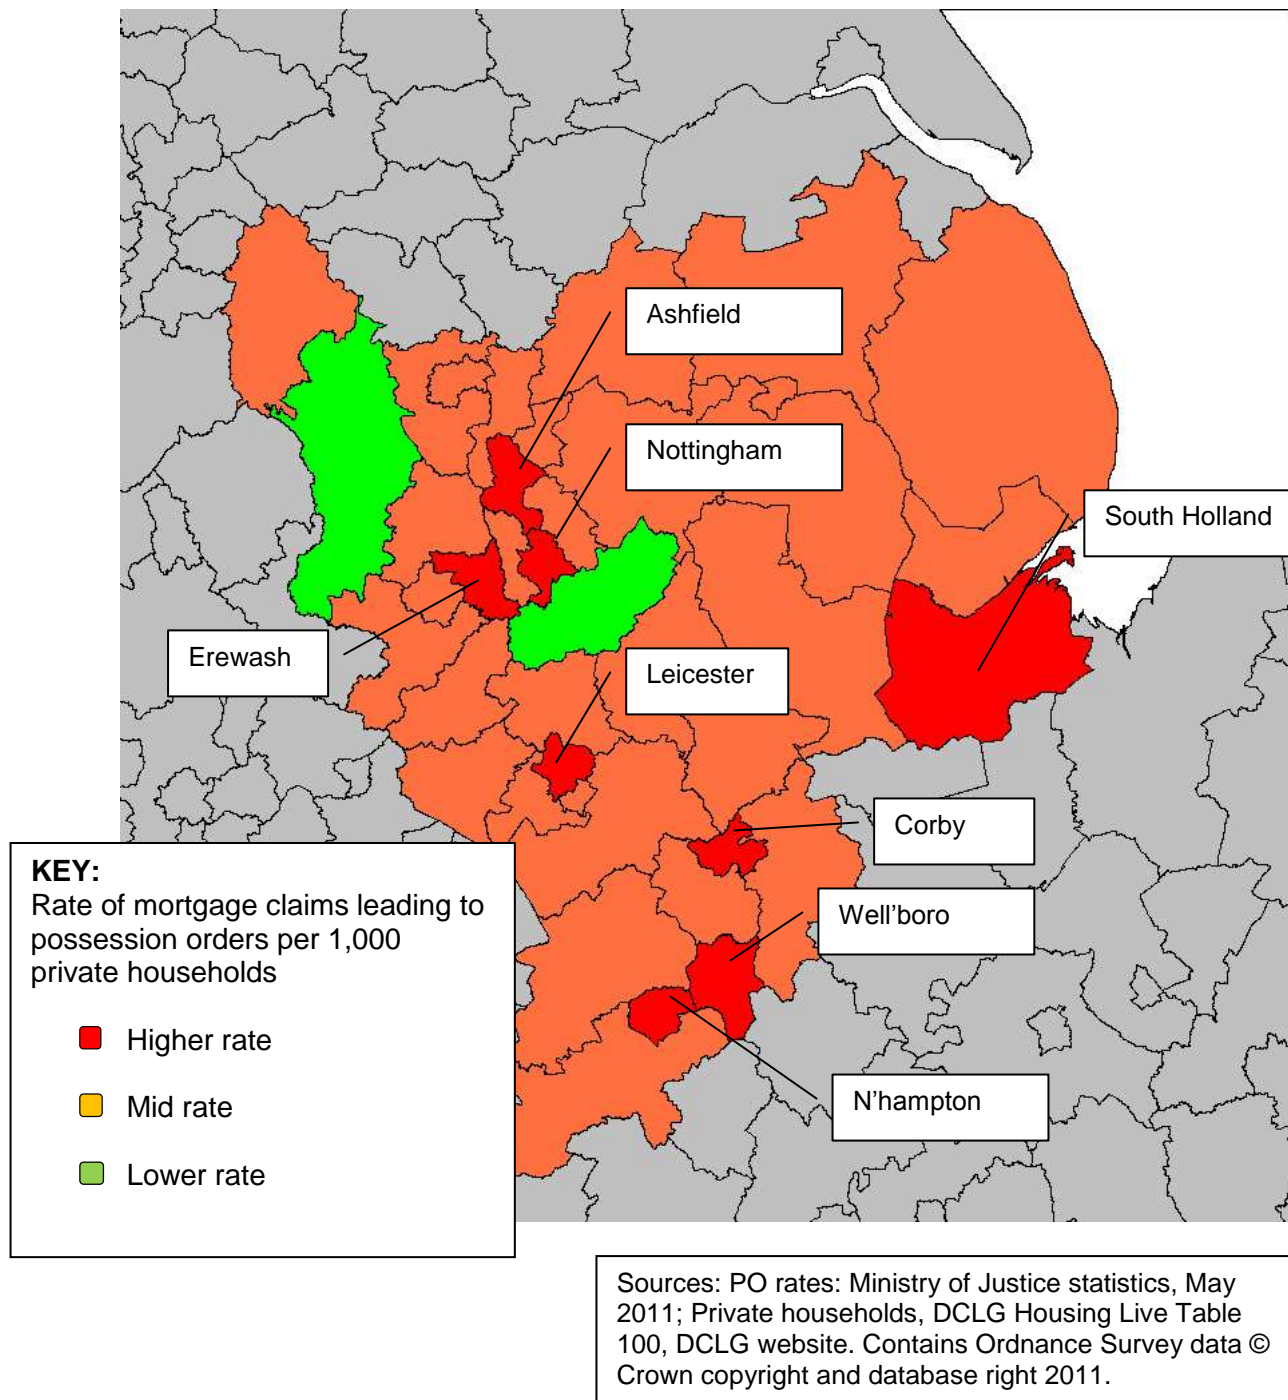 Ashfield
Nottingham
South Holland
Erewash
Leicester
Corby
Well’boro
N’hampton
KEY:
Rate of mortgage claims leading to
possession orders per 1,000
private households
Higher rate
Mid rate
Lower rate
Sources: PO rates: Ministry of Justice statistics, May
2011; Private households, DCLG Housing Live Table
100, DCLG website. Contains Ordnance Survey data ©
Crown copyright and database right 2011.